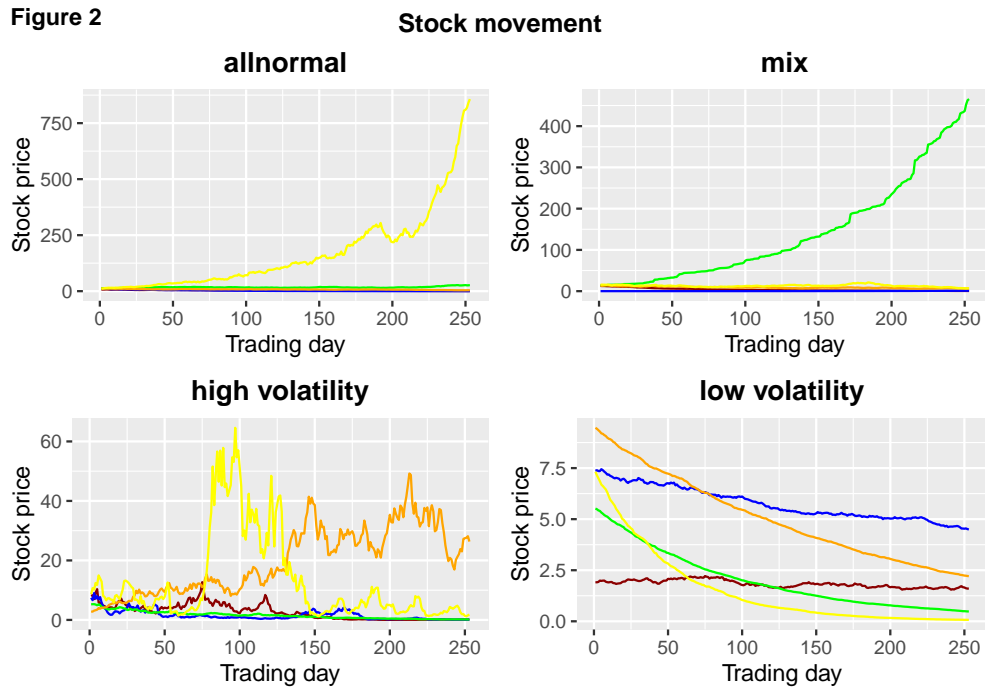 Figure 2
Stock movement
allnormal
Stock price
750
500
250
0
0 50 100 150 200 250
Trading day
mix
Stock price
400
300
200
100
0
0 50 100 150 200 250
Trading day
high volatility
Stock price
60
40
20
0
0 50 100 150 200 250
Trading day
low volatility
Stock price
7.5
5.0
2.5
0.0
0 50 100 150 200 250
Trading day